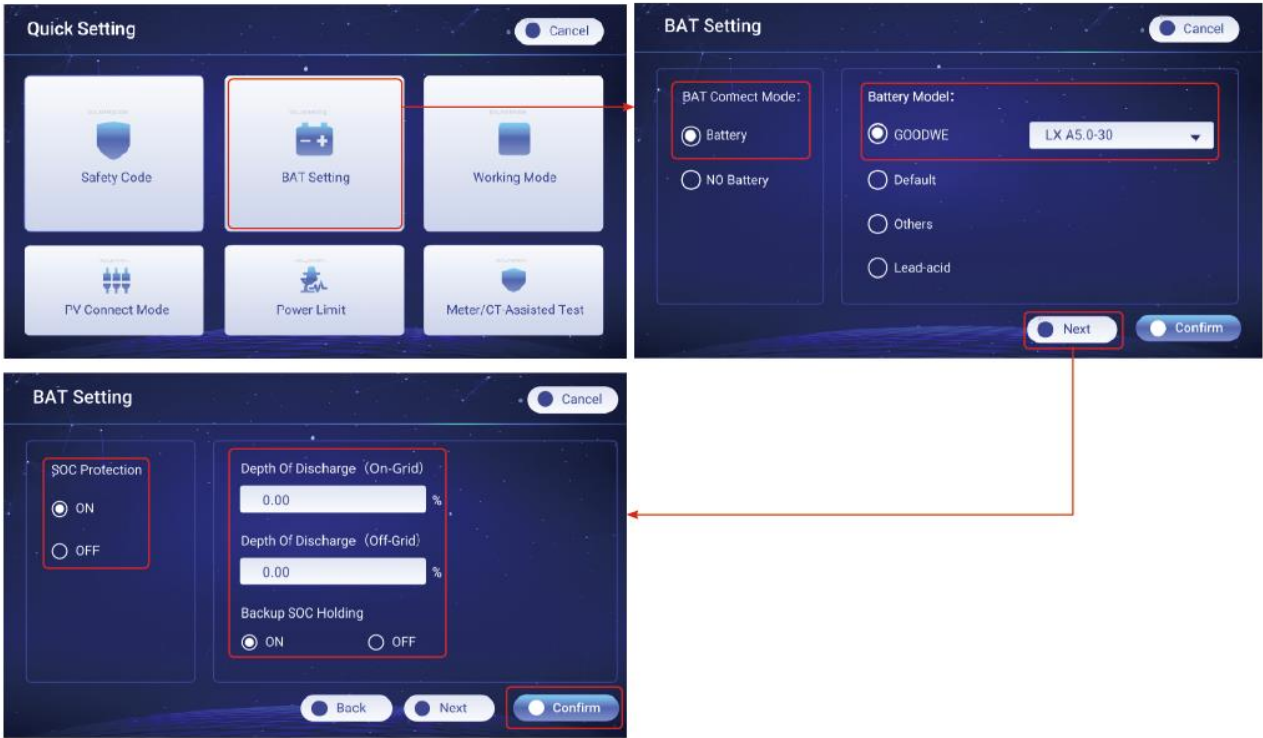 Quick Setting
Cancel
Safety Code
BAT Setting
Working Mode
PV Connect Mode
Power Limit
Meter/CT-Assisted Test
BAT Setting
Cancel
BAT Connect Mode:
Battery
NO Battery
Battery Model:
GOODWE
LX A5.0-30
Default
Others
Lead-acid
Next
Confirm
BAT Setting
Cancel
SOC Protection
ON
OFF
Depth Of Discharge (On-Grid)
0.00
%
Depth Of Discharge (Off-Grid)
0.00
%
Backup SOC Holding
ON
OFF
Back
Next
Confirm